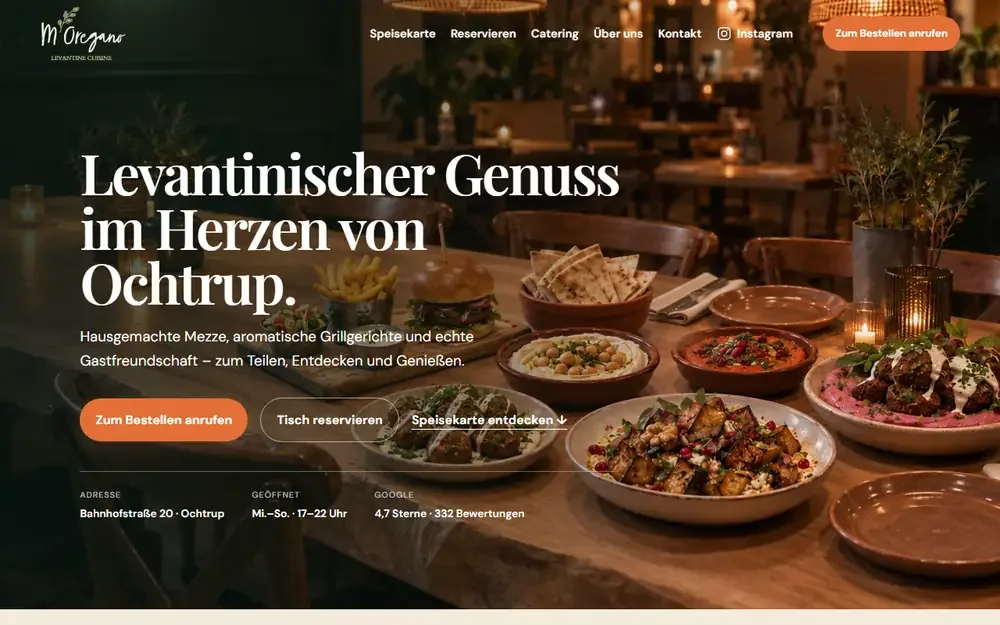 M'Oregano
LEVANTINE CUISINE
Speisekarte Reservieren Catering Über uns Kontakt Instagram Zum Bestellen anrufen
Levantinischer Genuss
im Herzen von
Ochtrup.
Hausgemachte Mezze, aromatische Grillgerichte und echte
Gastfreundschaft – zum Teilen, Entdecken und Genießen.
Zum Bestellen anrufen Tisch reservieren Speisekarte entdecken ↓
ADRESSE GEÖFFNET GOOGLE
Bahnhofstraße 20 · Ochtrup Mi.–So. · 17–22 Uhr 4,7 Sterne · 332 Bewertungen